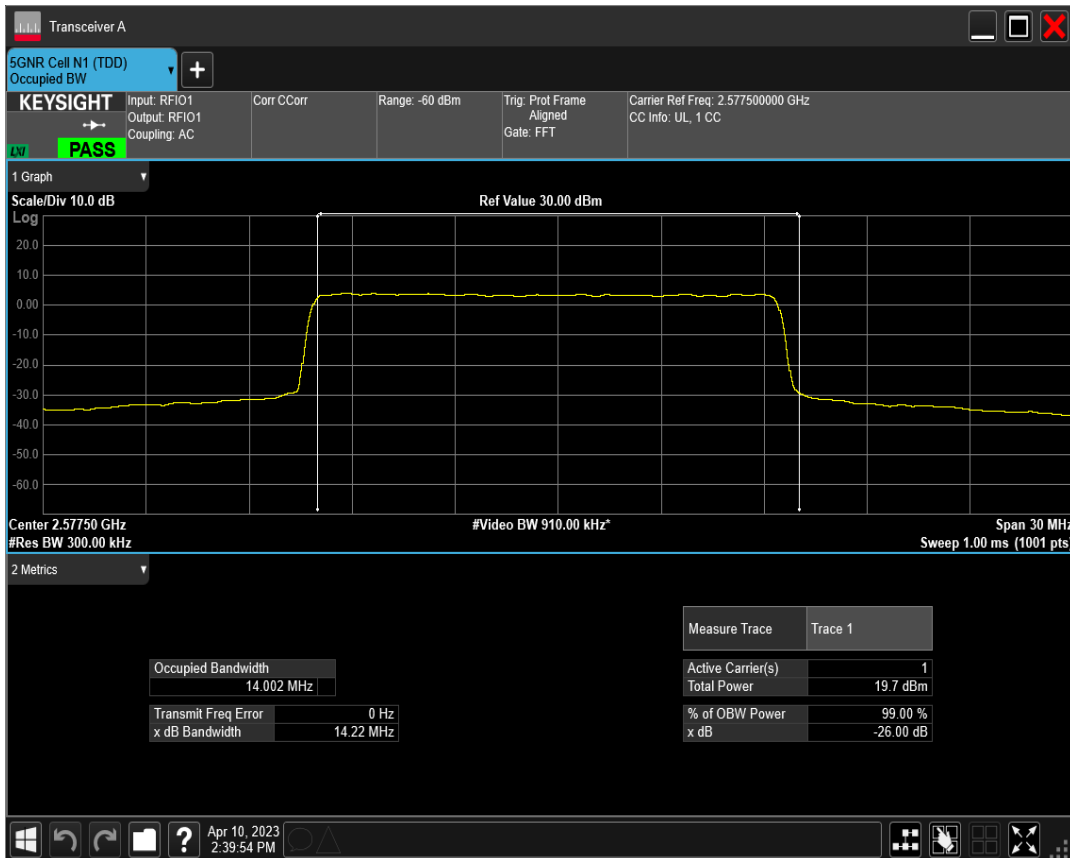 Transceiver A
5GNR Cell N1 (TDD)
Occupied BW
+
KEYSIGHT
LXI
PASS
Input: RFIO1
Output: RFIO1
Coupling: AC
Corr CCorr
Range: -60 dBm
Trig: Prot Frame
Aligned
Gate: FFT
Carrier Ref Freq: 2.577500000 GHz
CC Info: UL, 1 CC
1 Graph
Scale/Div 10.0 dB
Ref Value 30.00 dBm
Log
20.0
10.0
0.00
-10.0
-20.0
-30.0
-40.0
-50.0
-60.0
Center 2.57750 GHz
#Video BW 910.00 kHz*
Span 30 MHz
#Res BW 300.00 kHz
Sweep 1.00 ms (1001 pts)
2 Metrics
Measure Trace Trace 1
Occupied Bandwidth
14.002 MHz
Active Carrier(s) 1
Total Power 19.7 dBm
Transmit Freq Error 0 Hz
x dB Bandwidth 14.22 MHz
% of OBW Power 99.00 %
x dB -26.00 dB
?
Apr 10, 2023
2:39:54 PM